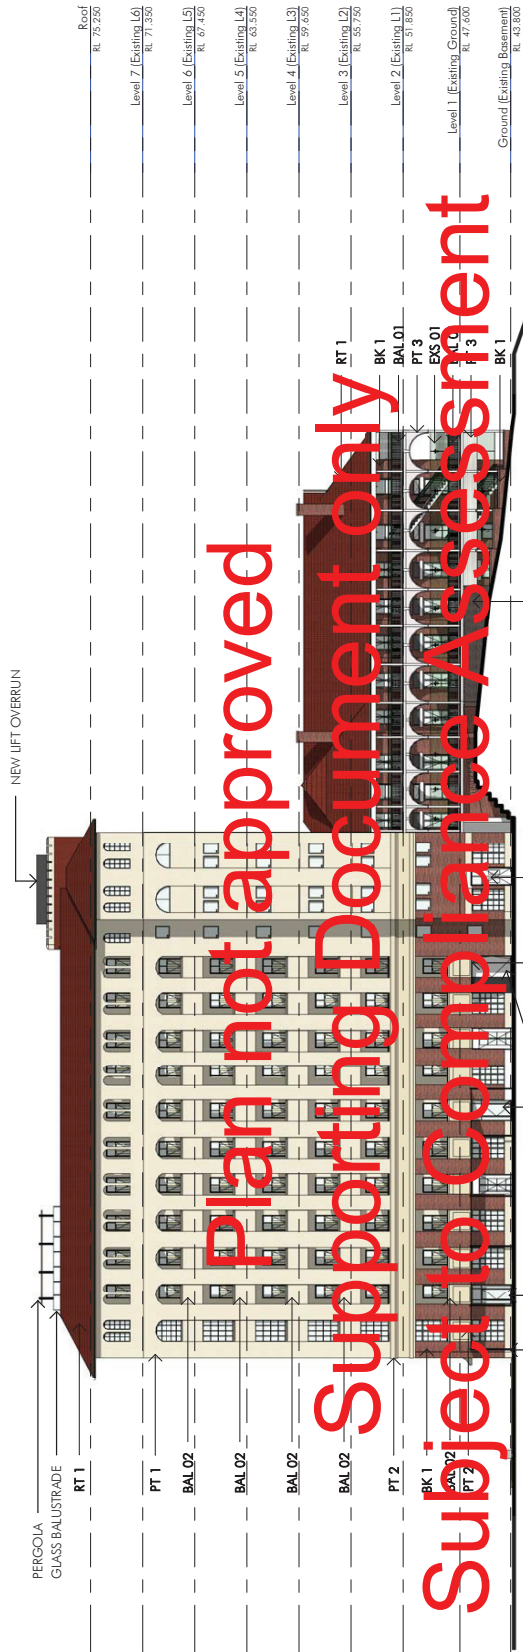 PERGOLA
GLASS BALUSTRADE
RT 1
PT 1
BAL 02
BAL 02
BAL 02
BAL 02
PT 2
BK 1
BAL 02
PT 2
NEW LIFT OVERRUN
RT 1
BK 1
BAL 01
PT 3
EXS 01
BK 1
Roof
RL 75.250
Level 7 (Existing L6)
RL 71.350
Level 6 (Existing L5)
RL 67.450
Level 5 (Existing L4)
RL 63.550
Level 4 (Existing L3)
RL 59.650
Level 3 (Existing L2)
RL 55.750
Level 2 (Existing L1)
RL 51.850
Level 1 (Existing Ground)
RL 47.600
Ground (Existing Basement)
RL 43.800
Plan not approved
Supporting Document only
Subject to Compliance Assessment